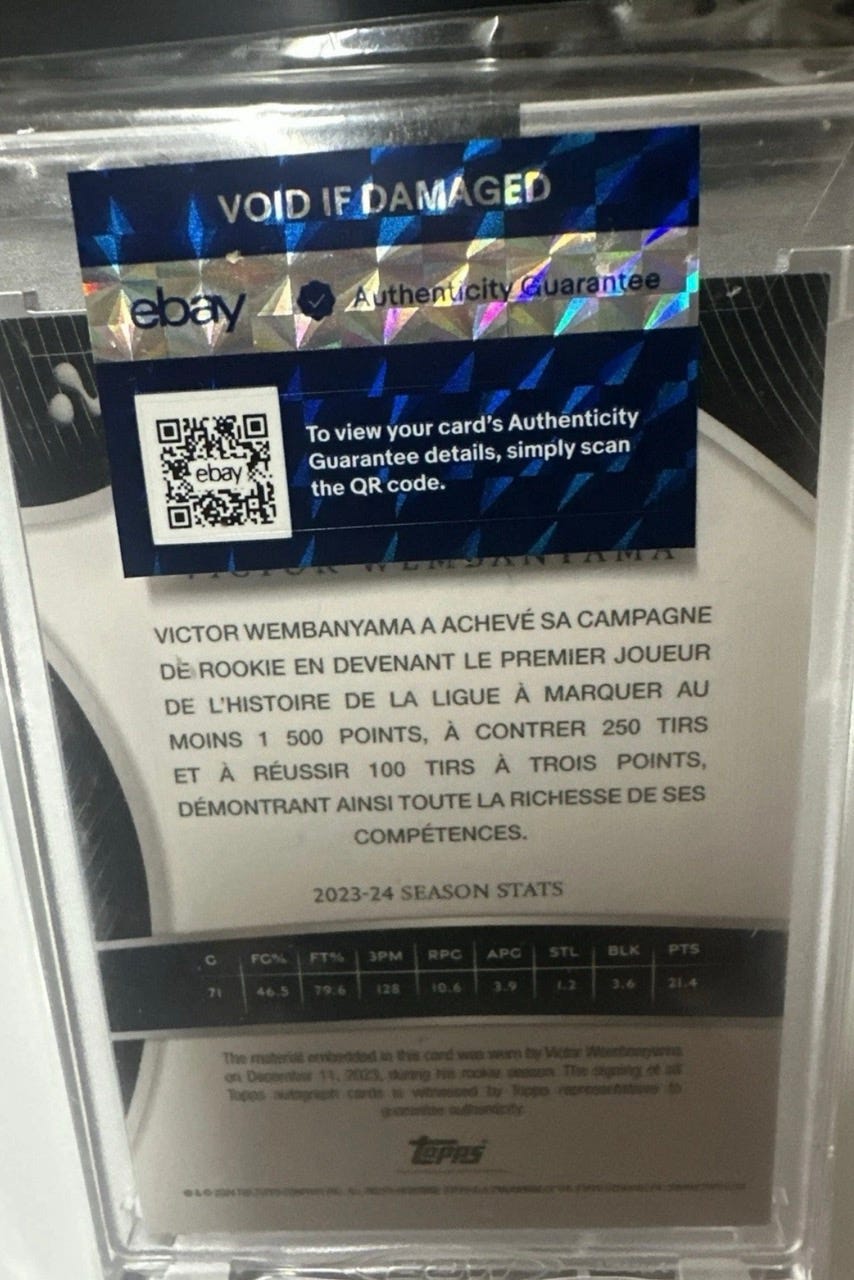 VOID IF DAMAGED
ebay Authenticity Guarantee
ebay
To view your card's Authenticity
Guarantee details, simply scan
the QR code.
VICTOR WEMBANYAMA
VICTOR WEMBANYAMA A ACHEVÉ SA CAMPAGNE
DE ROOKIE EN DEVENANT LE PREMIER JOUEUR
DE L'HISTOIRE DE LA LIGUE À MARQUER AU
MOINS 1 500 POINTS, À CONTRER 250 TIRS
ET À RÉUSSIR 100 TIRS À TROIS POINTS,
DÉMONTRANT AINSI TOUTE LA RICHESSE DE SES
COMPÉTENCES.
2023-24 SEASON STATS
G FG% FT% 3PM RPG APG STL BLK PTS
71 46.5 79.6 128 10.6 3.9 1.2 3.6 21.4
The material embedded in this card was worn by Victor Wembanyama
on December 11, 2023, during his rookie season. The signing of all
Topps autograph cards is witnessed by Topps representatives to
guarantee authenticity.
Topps